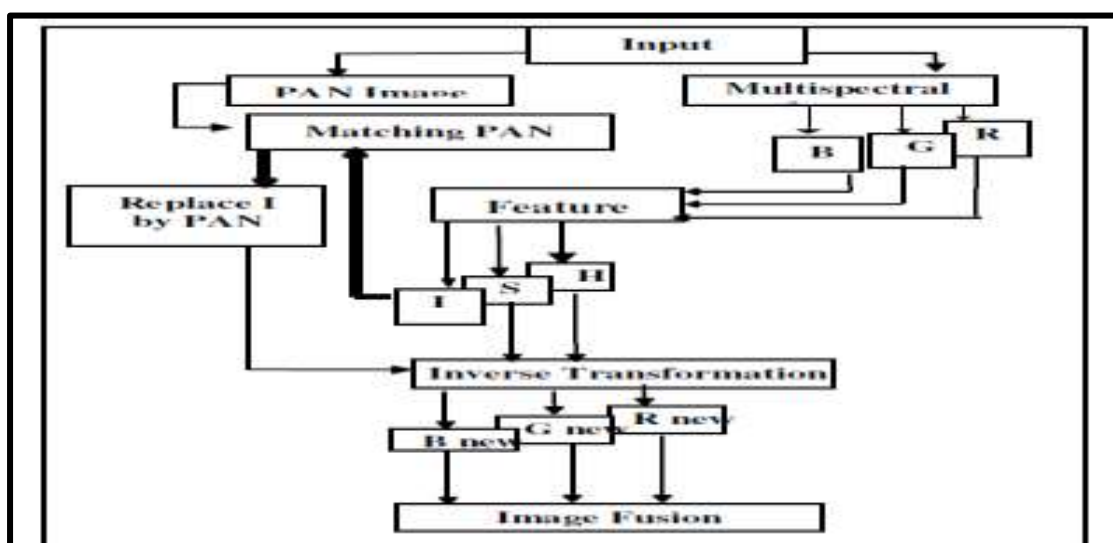 Input
PAN Image
Multispectral
Matching PAN
B
G
R
Replace I
by PAN
Feature
I
S
H
Inverse Transformation
B new
G new
R new
Image Fusion